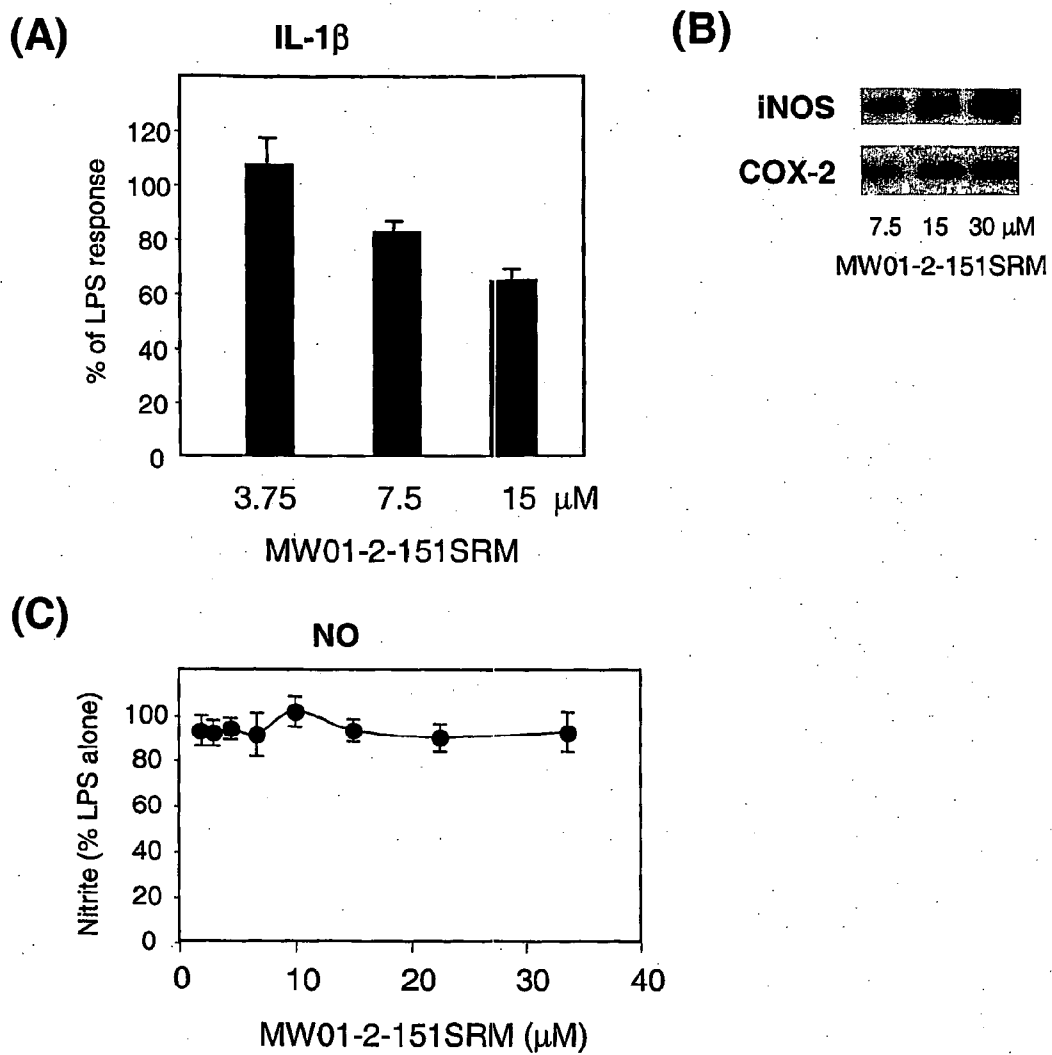 (A)
IL-1β
% of LPS response
120
100
80
60
40
20
0
3.75 7.5 15 μM
MW01-2-151SRM
(B)
iNOS
COX-2
7.5 15 30 μM
MW01-2-151SRM
(C)
NO
Nitrite (% LPS alone)
100
80
60
40
20
0
0 10 20 30 40
MW01-2-151SRM (μM)